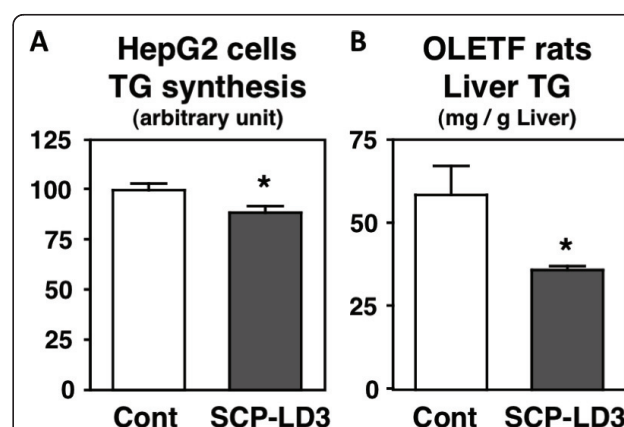 A
HepG2 cells
TG synthesis
(arbitrary unit)
125
100
75
50
25
0
*
Cont SCP-LD3
B
OLETF rats
Liver TG
(mg / g Liver)
75
50
25
0
*
Cont SCP-LD3